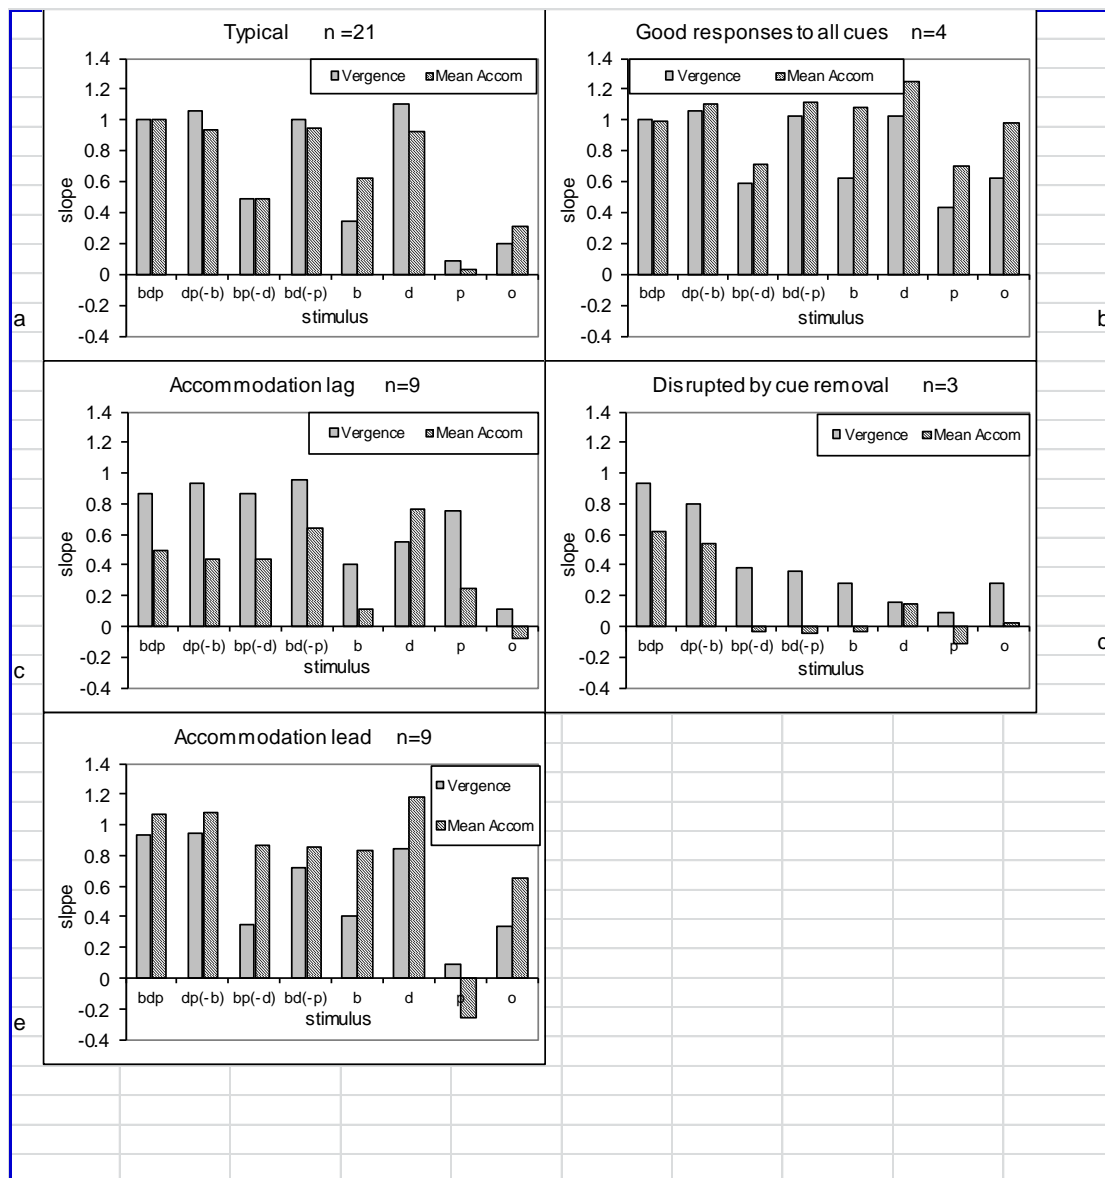 Typical n =21
Vergence Mean Accom
1.4
1.2
1
0.8
0.6
0.4
0.2
0
-0.2
-0.4
slope
bdp dp(-b) bp(-d) bd(-p) b d p o
stimulus
a
Good responses to all cues n=4
Vergence Mean Accom
1.4
1.2
1
0.8
0.6
0.4
0.2
0
-0.2
-0.4
slope
bdp dp(-b) bp(-d) bd(-p) b d p o
stimulus
Accommodation lag n=9
Vergence Mean Accom
1.4
1.2
1
0.8
0.6
0.4
0.2
0
-0.2
-0.4
slope
bdp dp(-b) bp(-d) bd(-p) b d p o
stimulus
c
Disrupted by cue removal n=3
Vergence Mean Accom
1.4
1.2
1
0.8
0.6
0.4
0.2
0
-0.2
-0.4
slope
bdp dp(-b) bp(-d) bd(-p) b d p o
stimulus
Accommodation lead n=9
Vergence
Mean Accom
1.4
1.2
1
0.8
0.6
0.4
0.2
0
-0.2
-0.4
slppe
bdp dp(-b) bp(-d) bd(-p) b d p o
stimulus
e